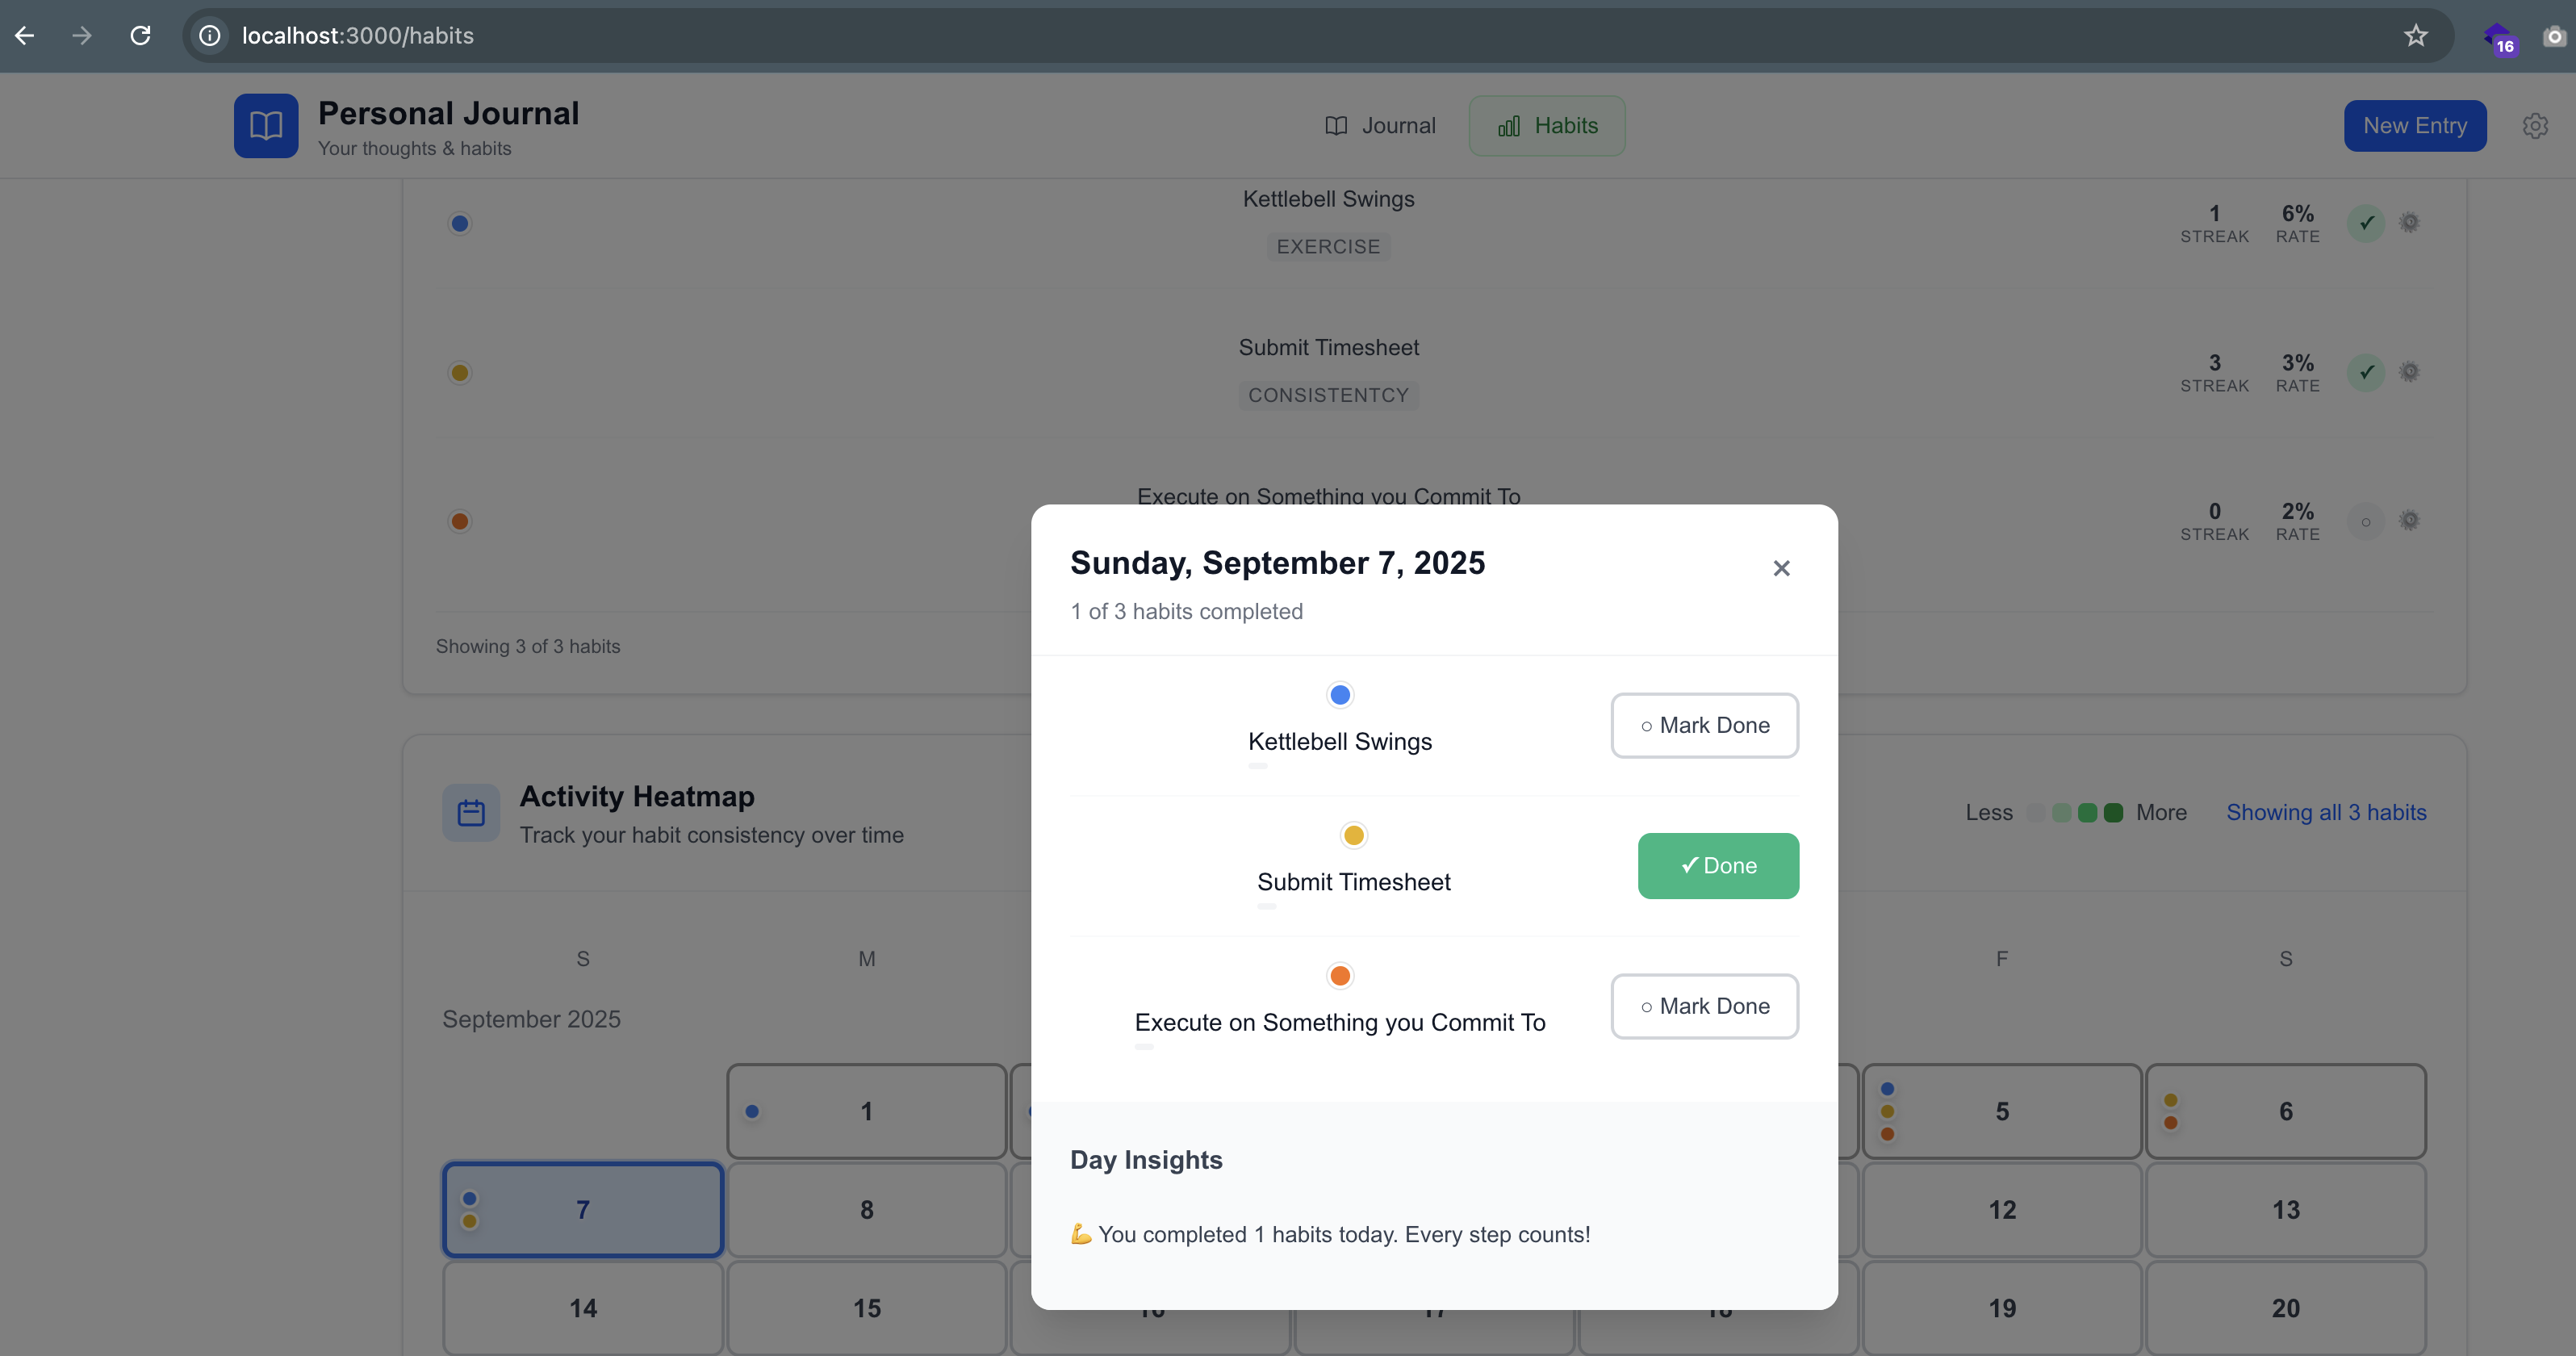 localhost:3000/habits
16
Personal Journal
Your thoughts & habits
Journal
Habits
New Entry
Kettlebell Swings
EXERCISE
1
STREAK
6%
RATE
✓
Submit Timesheet
CONSISTENTCY
3
STREAK
3%
RATE
✓
Execute on Something you Commit To
0
STREAK
2%
RATE
○
Showing 3 of 3 habits
Sunday, September 7, 2025
×
1 of 3 habits completed
Kettlebell Swings
○ Mark Done
Submit Timesheet
✓ Done
Execute on Something you Commit To
○ Mark Done
Day Insights
💪 You completed 1 habits today. Every step counts!
Activity Heatmap
Track your habit consistency over time
Less
More
Showing all 3 habits
S
M
F
S
September 2025
1
5
6
7
8
12
13
14
15
16
17
18
19
20